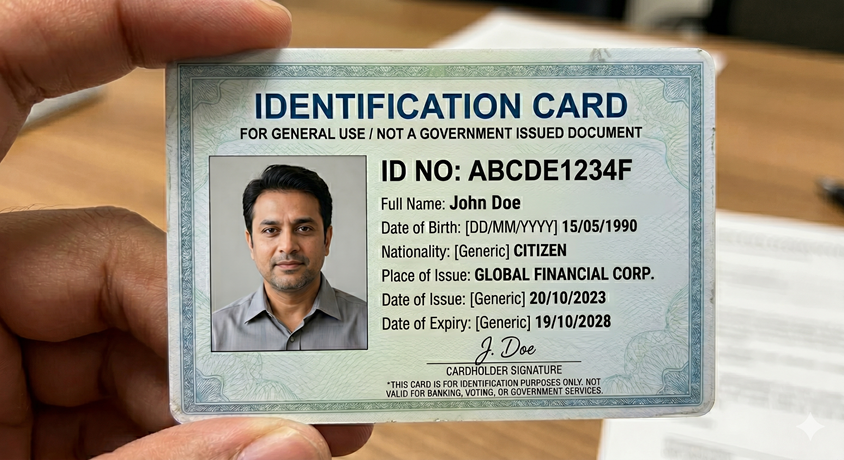 IDENTIFICATION CARD
FOR GENERAL USE / NOT A GOVERNMENT ISSUED DOCUMENT
ID NO: ABCDE1234F
Full Name: John Doe
Date of Birth: [DD/MM/YYYY] 15/05/1990
Nationality: [Generic] CITIZEN
Place of Issue: GLOBAL FINANCIAL CORP.
Date of Issue: [Generic] 20/10/2023
Date of Expiry: [Generic] 19/10/2028
J. Doe
CARDHOLDER SIGNATURE
*THIS CARD IS FOR IDENTIFICATION PURPOSES ONLY. NOT
VALID FOR BANKING, VOTING, OR GOVERNMENT SERVICES.